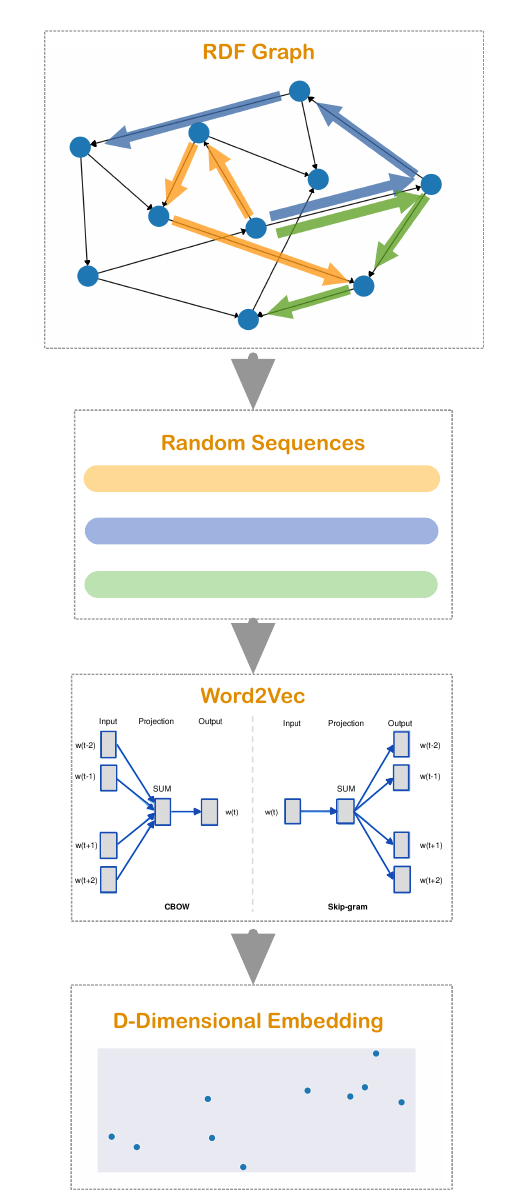 RDF Graph
Random Sequences
Word2Vec
Input Projection Output
w(t-2)
w(t-1)
SUM
w(t)
w(t+1)
w(t+2)
CBOW
Input Projection Output
w(t-2)
w(t-1)
SUM
w(t)
w(t+1)
w(t+2)
Skip-gram
D-Dimensional Embedding